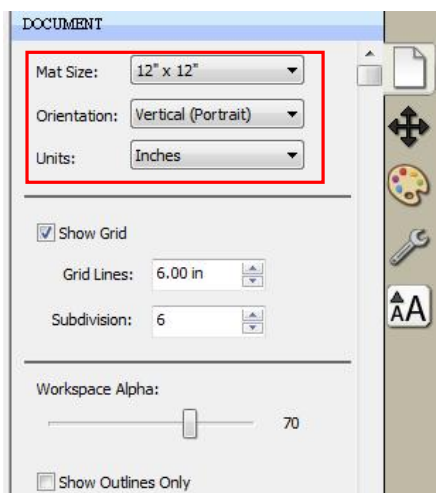 DOCUMENT
Mat Size: 12" x 12"
Orientation: Vertical (Portrait)
Units: Inches
Show Grid
Grid Lines: 6.00 in
Subdivision: 6
AA
Workspace Alpha:
70
Show Outlines Only